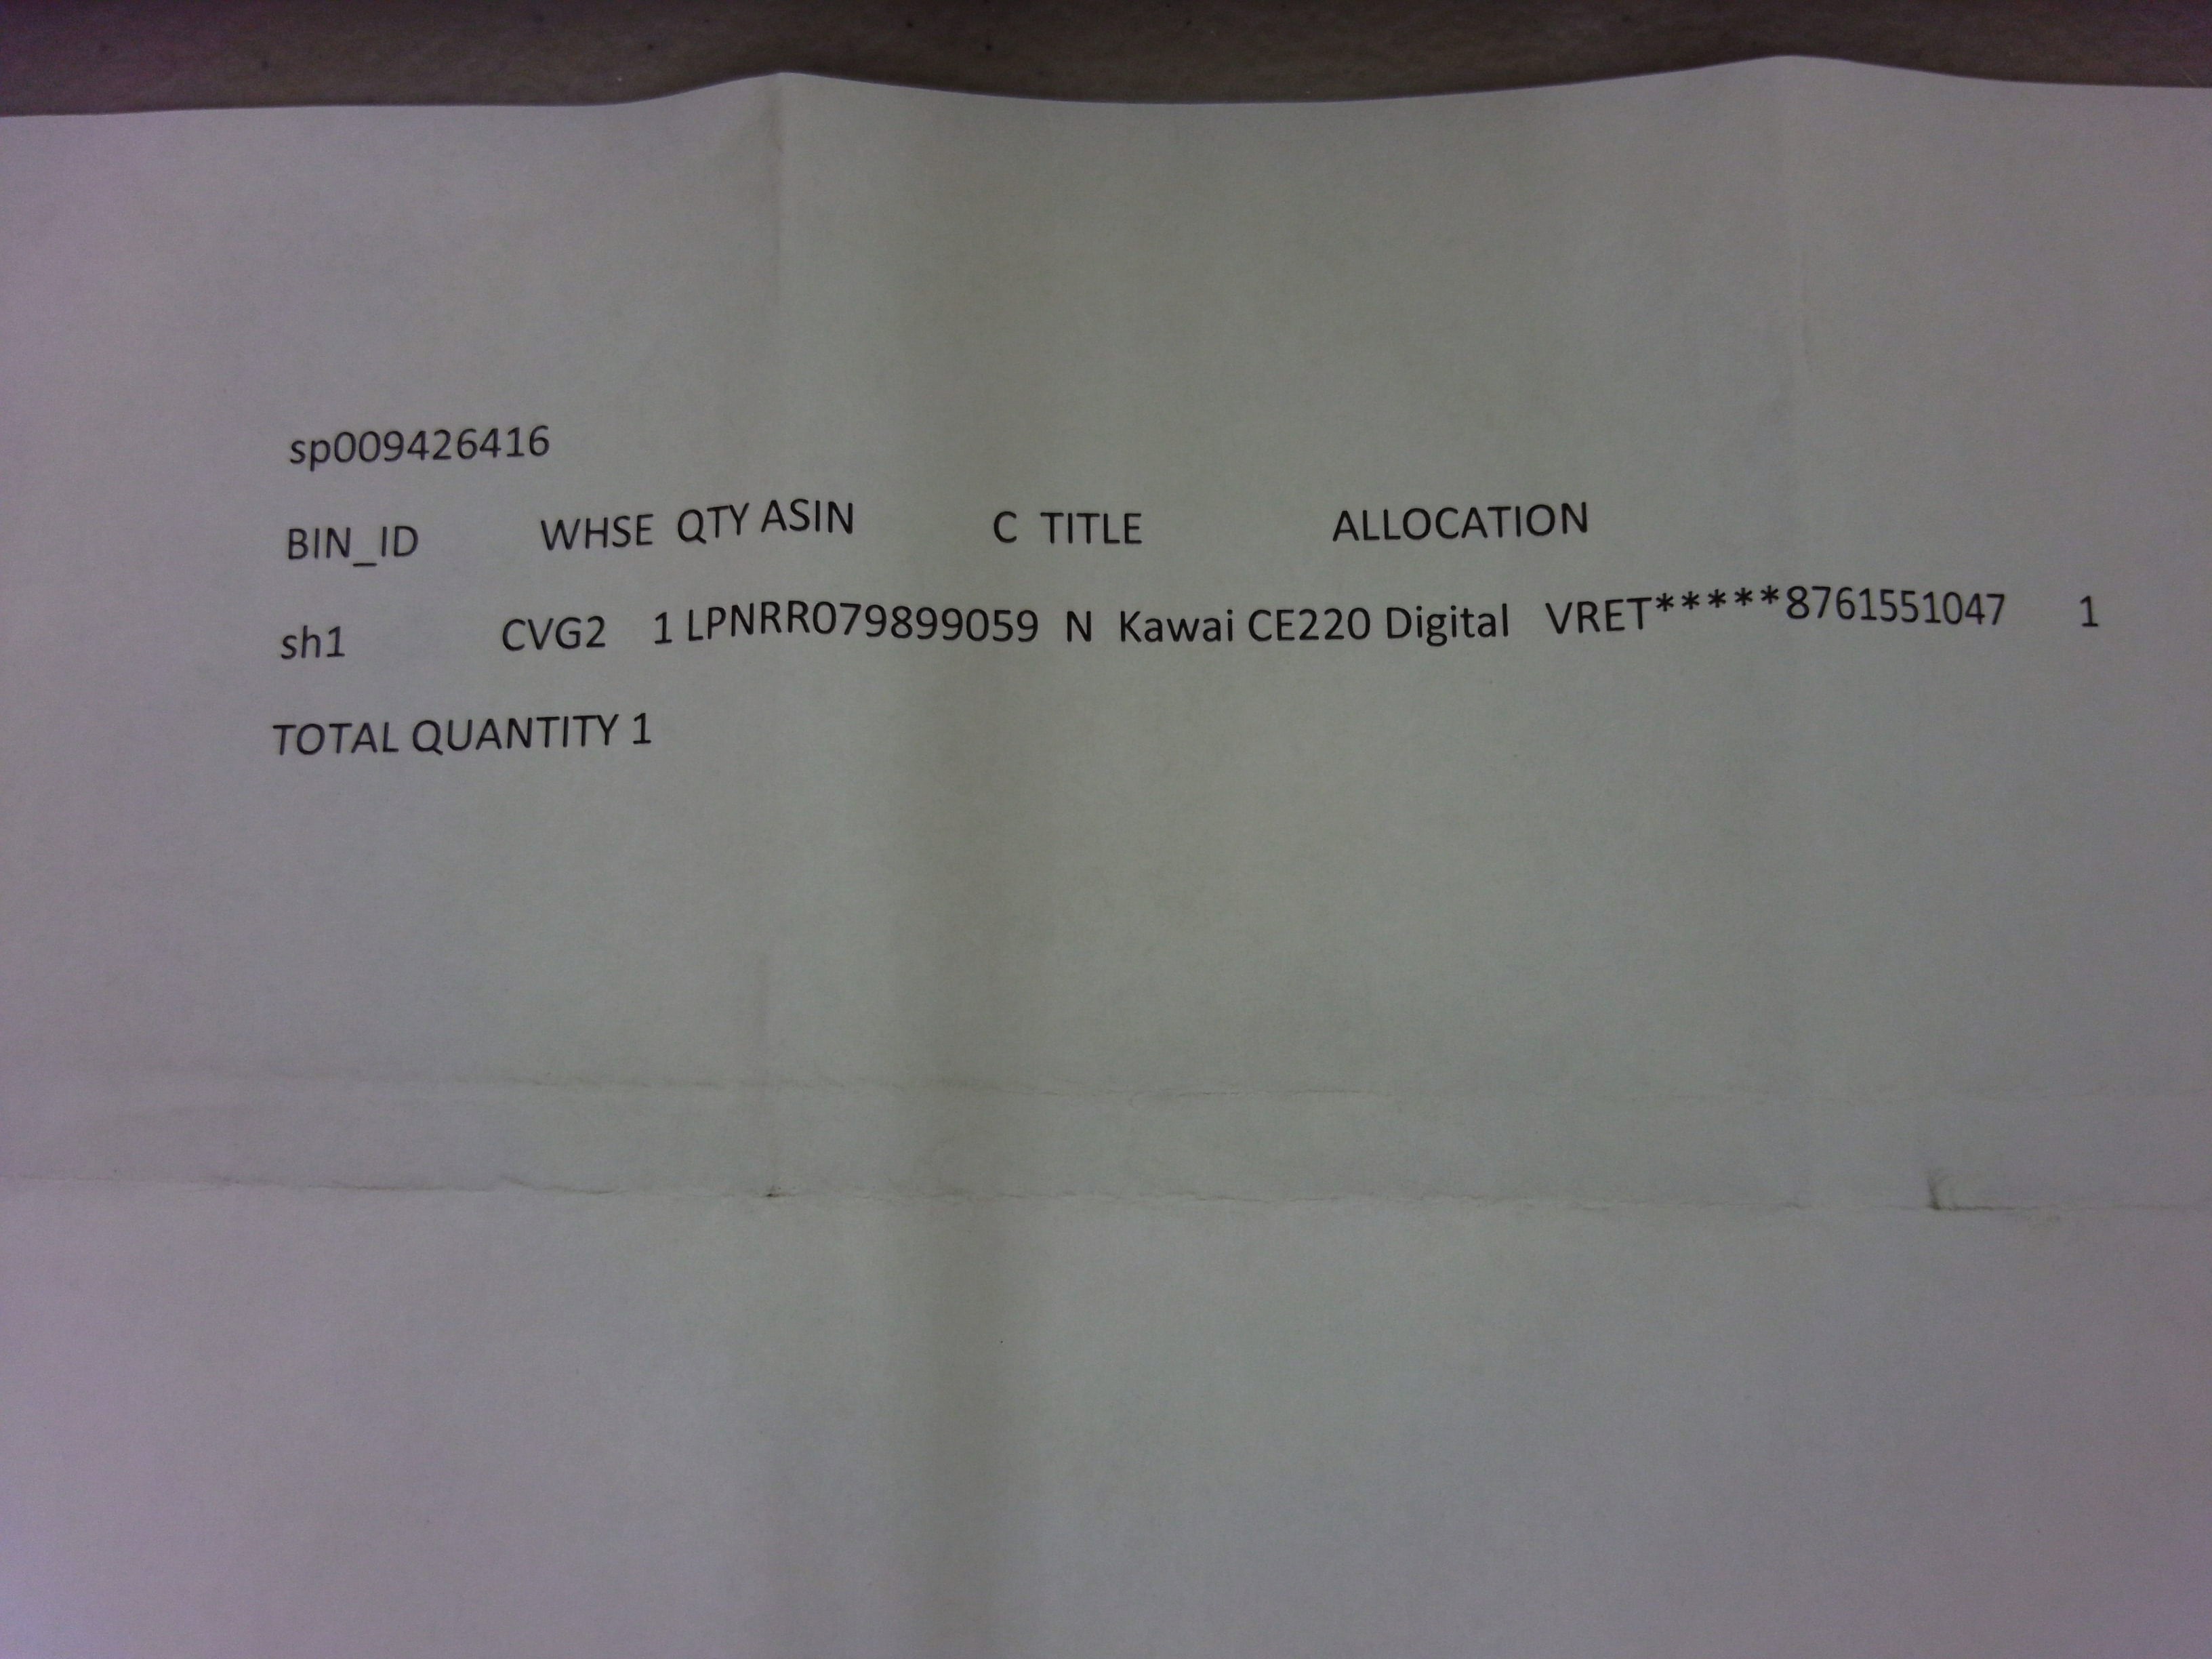 sp009426416
BIN_ID WHSE QTY ASIN C TITLE ALLOCATION
sh1 CVG2 1 LPNRRO79899059 N Kawai CE220 Digital VRET*****8761551047 1
TOTAL QUANTITY 1